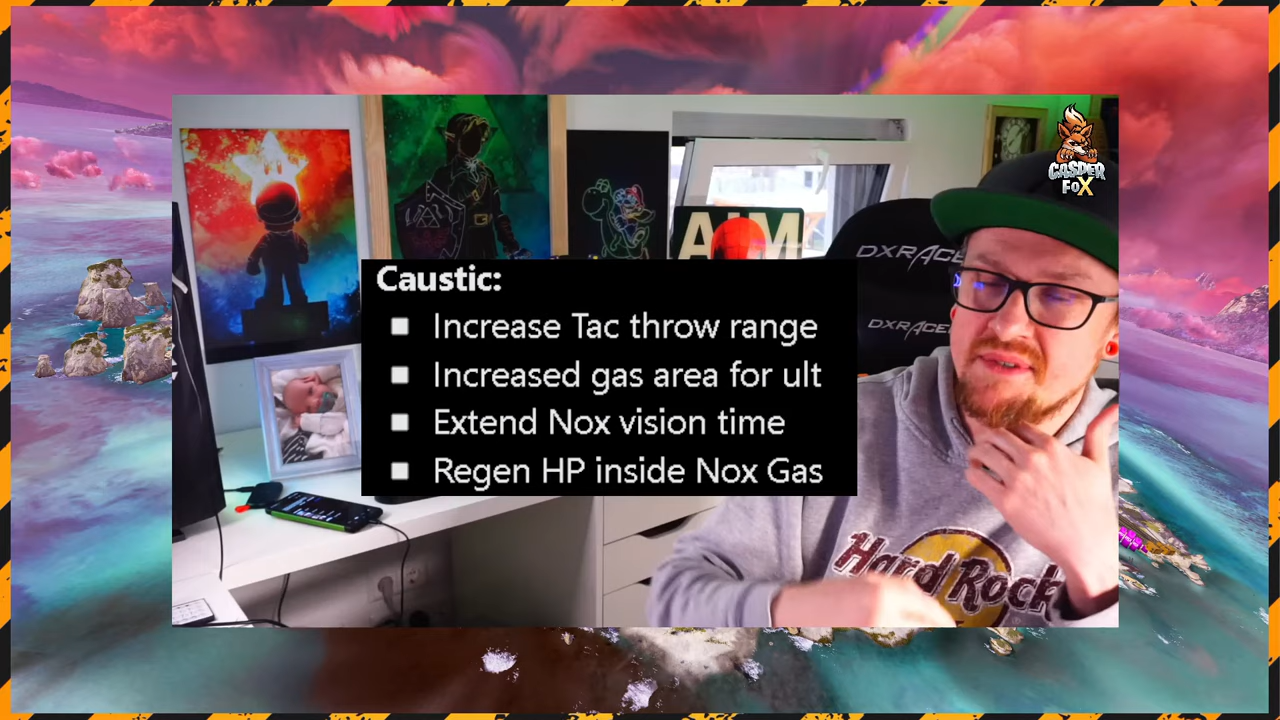 CASPER
FOX
AIM
DXRACER
DXRACER
Caustic:
Increase Tac throw range
Increased gas area for ult
Extend Nox vision time
Regen HP inside Nox Gas
Hard Rock